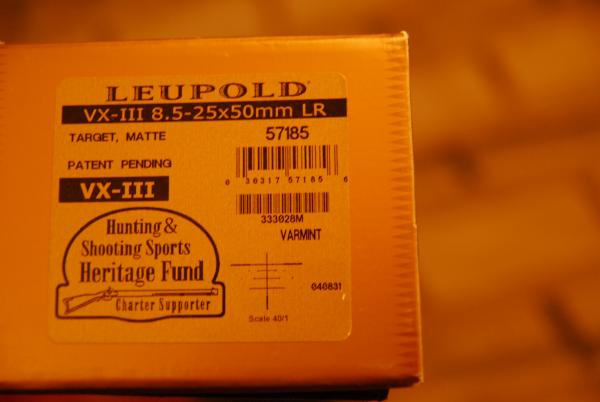 LEUPOLD
VX-III 8.5-25x50mm LR
TARGET, MATTE
57185
PATENT PENDING
0 30317 57185 6
VX-III
333028M
VARMINT
Hunting &
Shooting Sports
Heritage Fund
Charter Supporter
040831
Scale 40/1